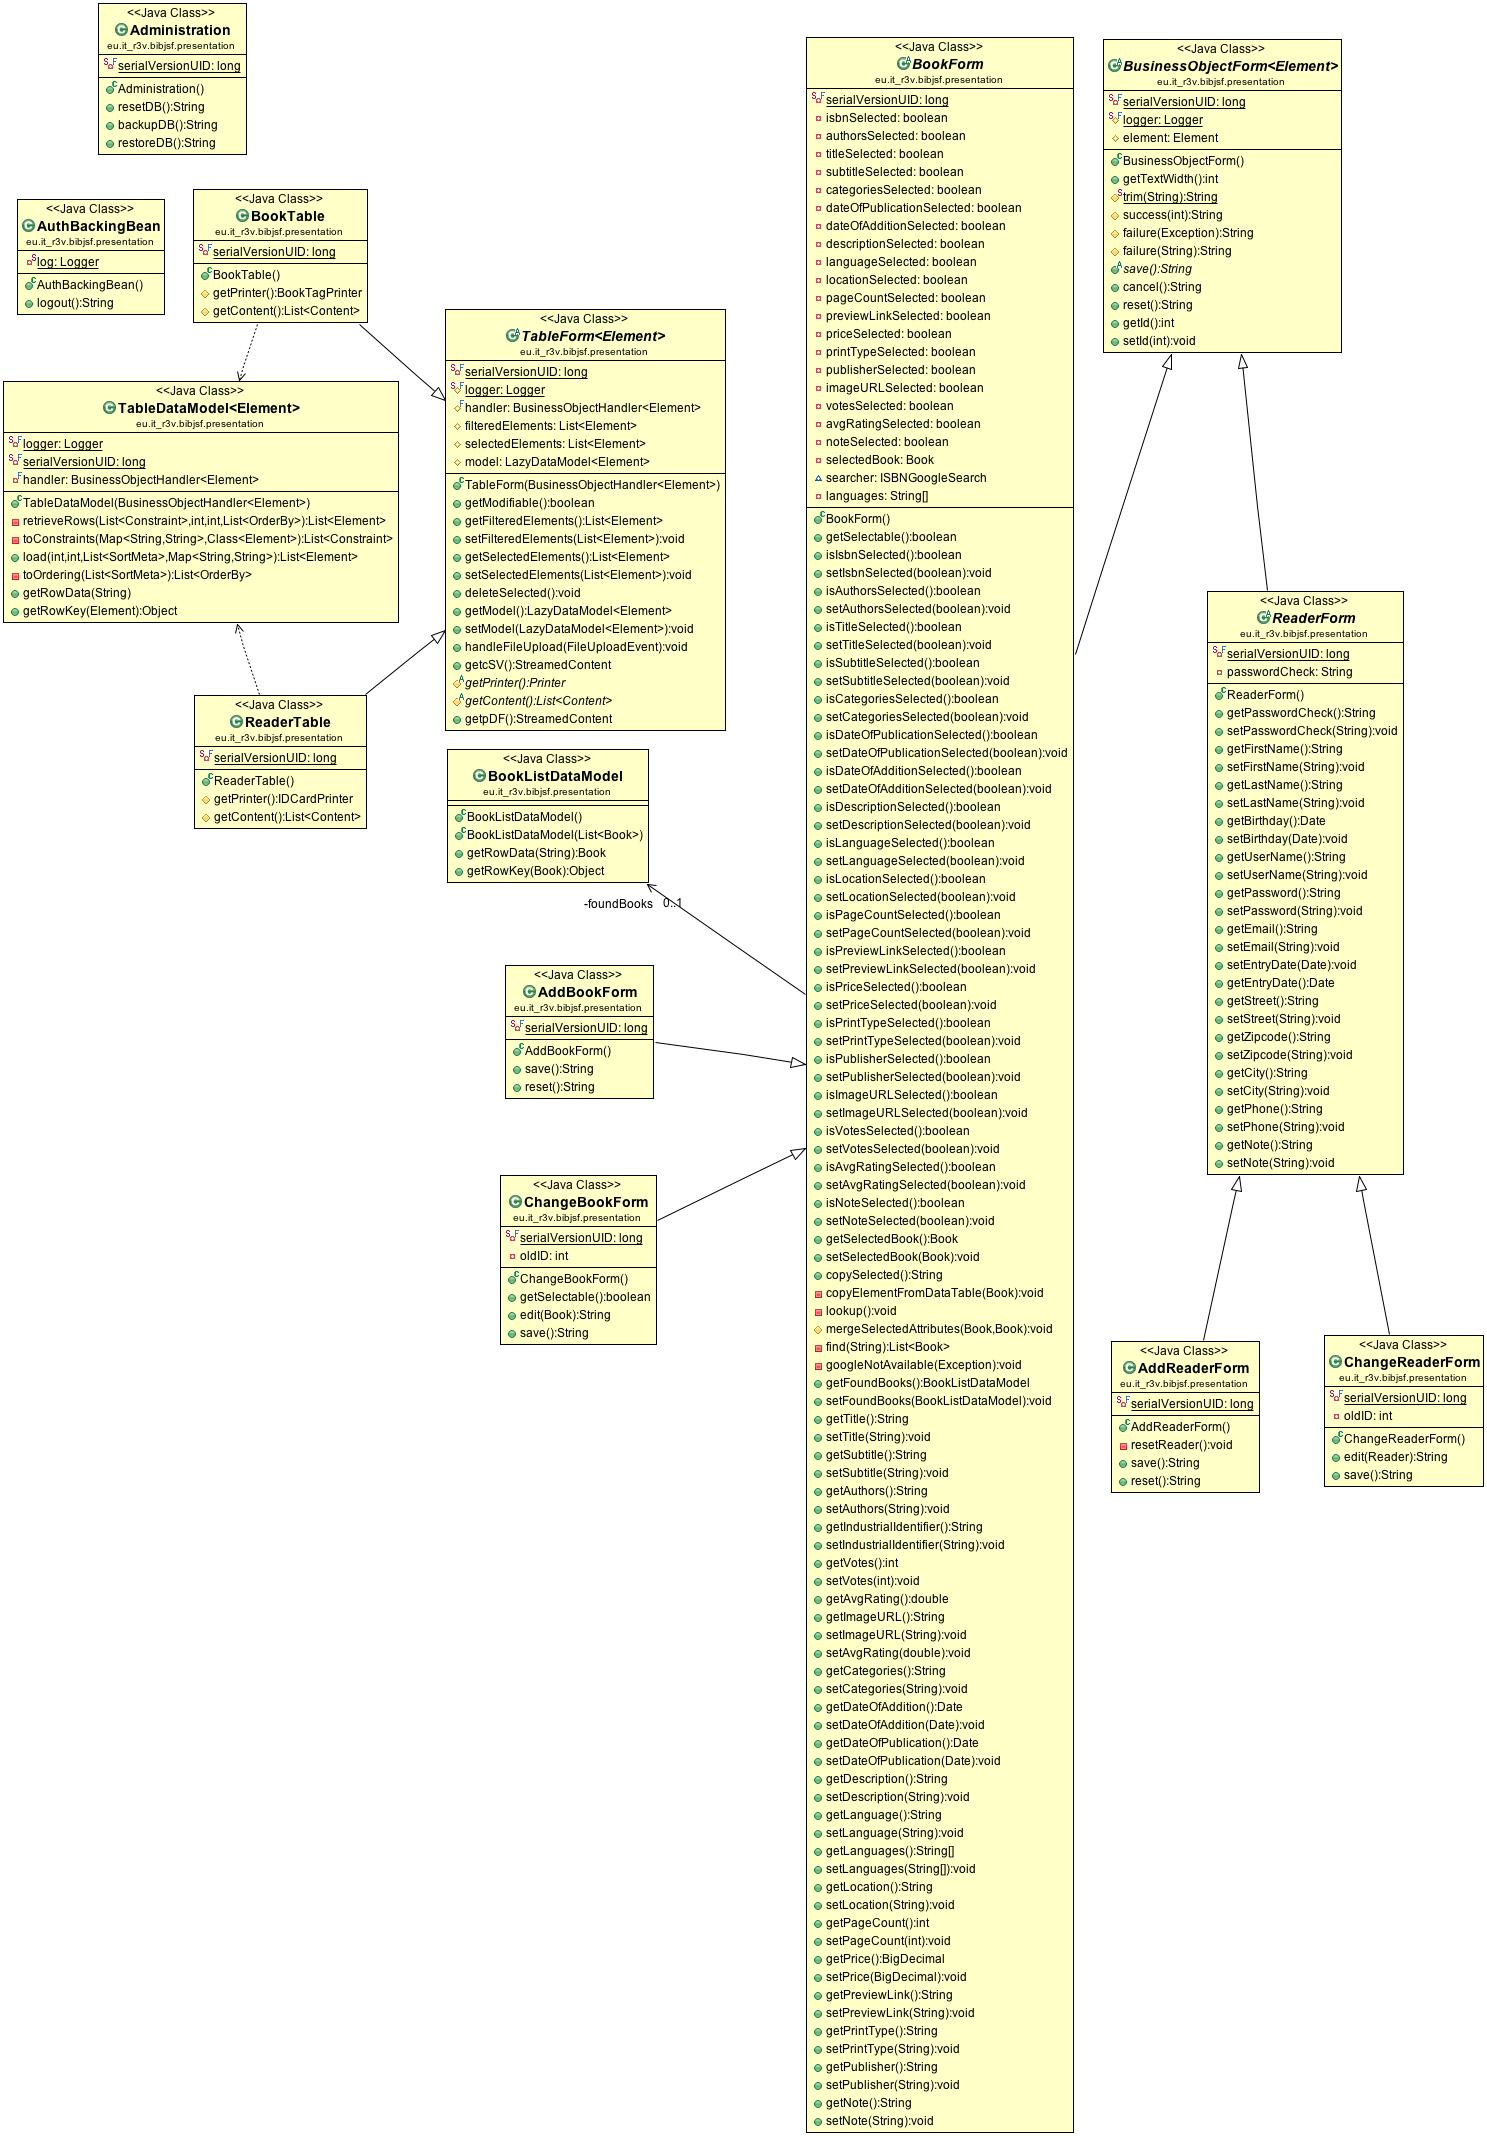 <<Java Class>>
Administration
eu.it_r3v.bibjsf.presentation
serialVersionUID: long
Administration()
resetDB():String
backupDB():String
restoreDB():String
<<Java Class>>
AuthBackingBean
eu.it_r3v.bibjsf.presentation
log: Logger
AuthBackingBean()
logout():String
<<Java Class>>
BookTable
eu.it_r3v.bibjsf.presentation
serialVersionUID: long
BookTable()
getPrinter():BookTagPrinter
getContent():List<Content>
<<Java Class>>
TableDataModel<Element>
eu.it_r3v.bibjsf.presentation
logger: Logger
serialVersionUID: long
handler: BusinessObjectHandler<Element>
TableDataModel(BusinessObjectHandler<Element>)
retrieveRows(List<Constraint>,int,int,List<OrderBy>):List<Element>
toConstraints(Map<String,String>,Class<Element>):List<Constraint>
load(int,int,List<SortMeta>,Map<String,String>):List<Element>
toOrdering(List<SortMeta>):List<OrderBy>
getRowData(String)
getRowKey(Element):Object
<<Java Class>>
ReaderTable
eu.it_r3v.bibjsf.presentation
serialVersionUID: long
ReaderTable()
getPrinter():IDCardPrinter
getContent():List<Content>
<<Java Class>>
TableForm<Element>
eu.it_r3v.bibjsf.presentation
serialVersionUID: long
logger: Logger
handler: BusinessObjectHandler<Element>
filteredElements: List<Element>
selectedElements: List<Element>
model: LazyDataModel<Element>
TableForm(BusinessObjectHandler<Element>)
getModifiable():boolean
getFilteredElements():List<Element>
setFilteredElements(List<Element>):void
getSelectedElements():List<Element>
setSelectedElements(List<Element>):void
deleteSelected():void
getModel():LazyDataModel<Element>
setModel(LazyDataModel<Element>):void
handleFileUpload(FileUploadEvent):void
getcSV():StreamedContent
getPrinter():Printer
getContent():List<Content>
getpDF():StreamedContent
<<Java Class>>
BookListDataModel
eu.it_r3v.bibjsf.presentation
BookListDataModel()
BookListDataModel(List<Book>)
getRowData(String):Book
getRowKey(Book):Object
-foundBooks 0..1
<<Java Class>>
AddBookForm
eu.it_r3v.bibjsf.presentation
serialVersionUID: long
AddBookForm()
save():String
reset():String
<<Java Class>>
ChangeBookForm
eu.it_r3v.bibjsf.presentation
serialVersionUID: long
oldID: int
ChangeBookForm()
getSelectable():boolean
edit(Book):String
save():String
<<Java Class>>
BookForm
eu.it_r3v.bibjsf.presentation
serialVersionUID: long
isbnSelected: boolean
authorsSelected: boolean
titleSelected: boolean
subtitleSelected: boolean
categoriesSelected: boolean
dateOfPublicationSelected: boolean
dateOfAdditionSelected: boolean
descriptionSelected: boolean
languageSelected: boolean
locationSelected: boolean
pageCountSelected: boolean
previewLinkSelected: boolean
priceSelected: boolean
printTypeSelected: boolean
publisherSelected: boolean
imageURLSelected: boolean
votesSelected: boolean
avgRatingSelected: boolean
noteSelected: boolean
selectedBook: Book
searcher: ISBNGoogleSearch
languages: String[]
BookForm()
getSelectable():boolean
isIsbnSelected():boolean
setIsbnSelected(boolean):void
isAuthorsSelected():boolean
setAuthorsSelected(boolean):void
isTitleSelected():boolean
setTitleSelected(boolean):void
isSubtitleSelected():boolean
setSubtitleSelected(boolean):void
isCategoriesSelected():boolean
setCategoriesSelected(boolean):void
isDateOfPublicationSelected():boolean
setDateOfPublicationSelected(boolean):void
isDateOfAdditionSelected():boolean
setDateOfAdditionSelected(boolean):void
isDescriptionSelected():boolean
setDescriptionSelected(boolean):void
isLanguageSelected():boolean
setLanguageSelected(boolean):void
isLocationSelected():boolean
setLocationSelected(boolean):void
isPageCountSelected():boolean
setPageCountSelected(boolean):void
isPreviewLinkSelected():boolean
setPreviewLinkSelected(boolean):void
isPriceSelected():boolean
setPriceSelected(boolean):void
isPrintTypeSelected():boolean
setPrintTypeSelected(boolean):void
isPublisherSelected():boolean
setPublisherSelected(boolean):void
isImageURLSelected():boolean
setImageURLSelected(boolean):void
isVotesSelected():boolean
setVotesSelected(boolean):void
isAvgRatingSelected():boolean
setAvgRatingSelected(boolean):void
isNoteSelected():boolean
setNoteSelected(boolean):void
getSelectedBook():Book
setSelectedBook(Book):void
copySelected():String
copyElementFromDataTable(Book):void
lookup():void
mergeSelectedAttributes(Book,Book):void
find(String):List<Book>
googleNotAvailable(Exception):void
getFoundBooks():BookListDataModel
setFoundBooks(BookListDataModel):void
getTitle():String
setTitle(String):void
getSubtitle():String
setSubtitle(String):void
getAuthors():String
setAuthors(String):void
getIndustrialIdentifier():String
setIndustrialIdentifier(String):void
getVotes():int
setVotes(int):void
getAvgRating():double
getImageURL():String
setImageURL(String):void
setAvgRating(double):void
getCategories():String
setCategories(String):void
getDateOfAddition():Date
setDateOfAddition(Date):void
getDateOfPublication():Date
setDateOfPublication(Date):void
getDescription():String
setDescription(String):void
getLanguage():String
setLanguage(String):void
getLanguages():String[]
setLanguages(String[]):void
getLocation():String
setLocation(String):void
getPageCount():int
setPageCount(int):void
getPrice():BigDecimal
setPrice(BigDecimal):void
getPreviewLink():String
setPreviewLink(String):void
getPrintType():String
setPrintType(String):void
getPublisher():String
setPublisher(String):void
getNote():String
setNote(String):void
<<Java Class>>
BusinessObjectForm<Element>
eu.it_r3v.bibjsf.presentation
serialVersionUID: long
logger: Logger
element: Element
BusinessObjectForm()
getTextWidth():int
trim(String):String
success(int):String
failure(Exception):String
failure(String):String
save():String
cancel():String
reset():String
getId():int
setId(int):void
<<Java Class>>
ReaderForm
eu.it_r3v.bibjsf.presentation
serialVersionUID: long
passwordCheck: String
ReaderForm()
getPasswordCheck():String
setPasswordCheck(String):void
getFirstName():String
setFirstName(String):void
getLastName():String
setLastName(String):void
getBirthday():Date
setBirthday(Date):void
getUserName():String
setUserName(String):void
getPassword():String
setPassword(String):void
getEmail():String
setEmail(String):void
setEntryDate(Date):void
getEntryDate():Date
getStreet():String
setStreet(String):void
getZipcode():String
setZipcode(String):void
getCity():String
setCity(String):void
getPhone():String
setPhone(String):void
getNote():String
setNote(String):void
<<Java Class>>
AddReaderForm
eu.it_r3v.bibjsf.presentation
serialVersionUID: long
AddReaderForm()
resetReader():void
save():String
reset():String
<<Java Class>>
ChangeReaderForm
eu.it_r3v.bibjsf.presentation
serialVersionUID: long
oldID: int
ChangeReaderForm()
edit(Reader):String
save():String